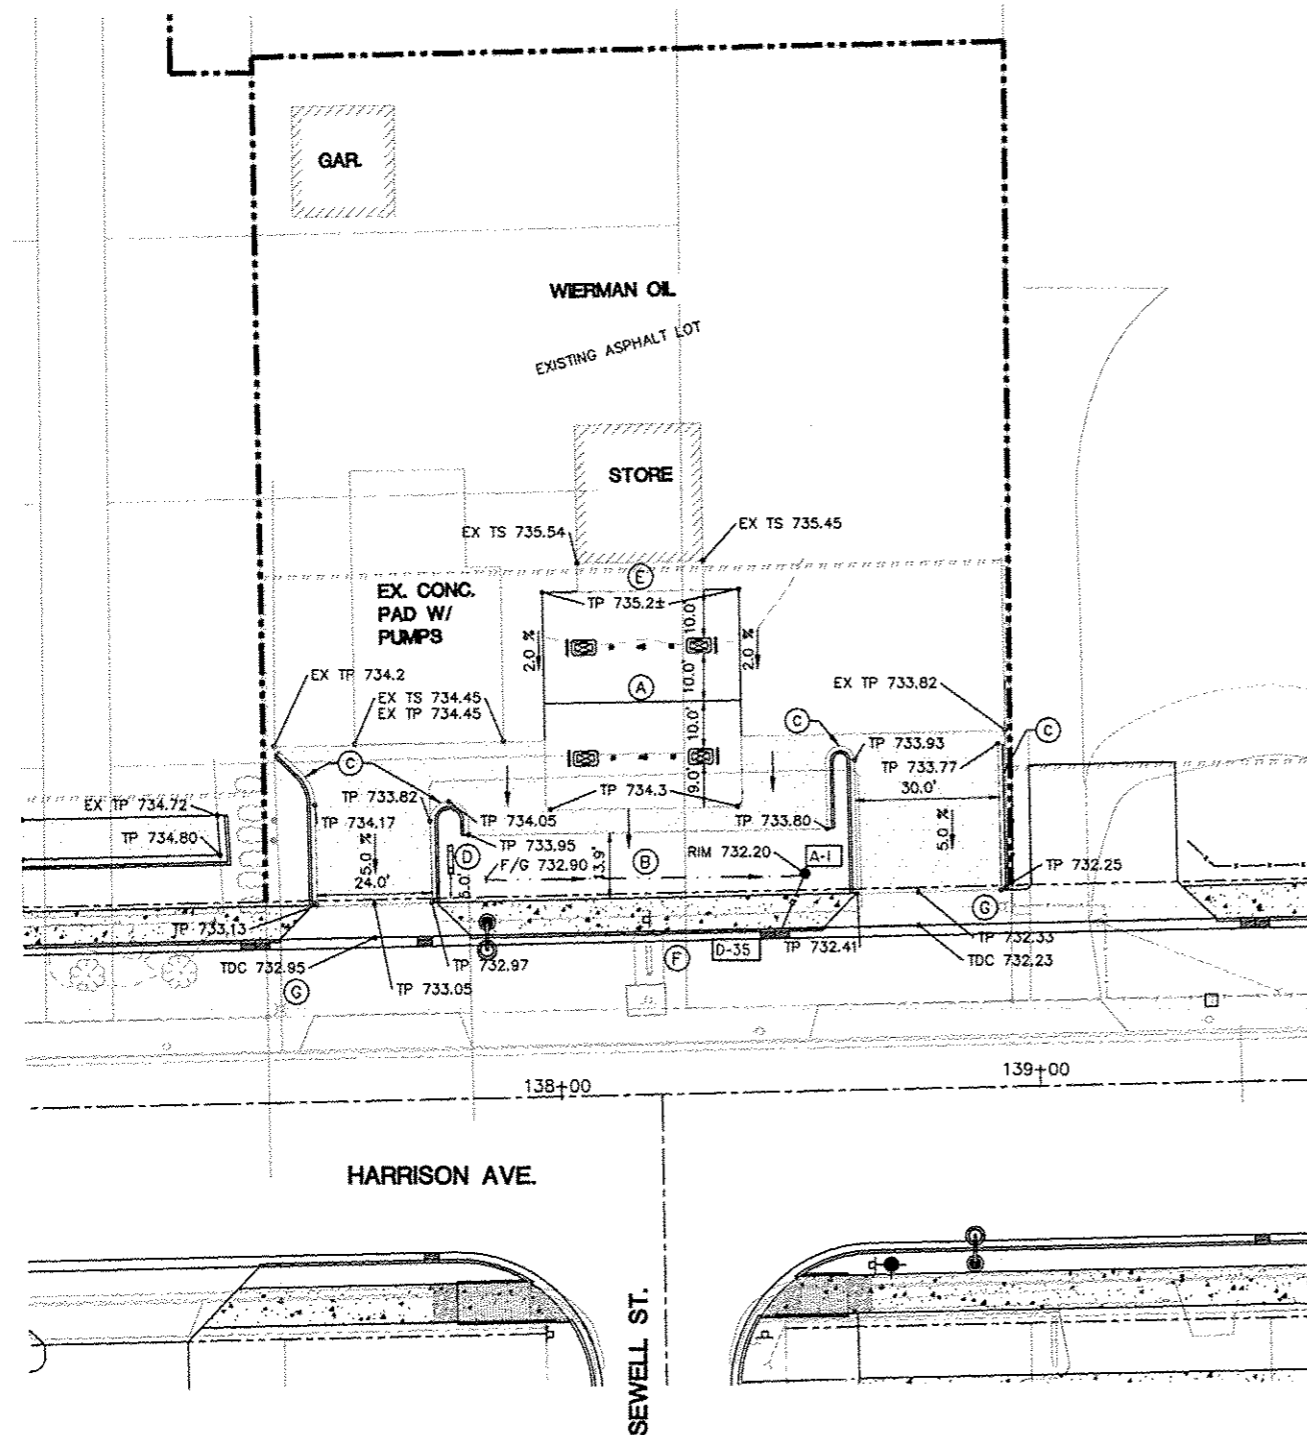 GAR.
WIERMAN OIL
EXISTING ASPHALT LOT
STORE
EX TS 735.54
EX TS 735.45
E
EX. CONC.
PAD W/
PUMPS
TP 735.2±
10.0'
2.0 %
2.0 %
10.0'
EX TP 734.2
A
EX TS 734.45
EX TP 734.45
EX TP 733.82
10.0'
C
C
TP 733.93
C
TP 733.77
9.0'
TP 734.3
30.0'
EX TP 734.72
TP 733.82
TP 734.05
TP 734.17
TP 733.80
TP 734.80
TP 733.95
5.0 %
5.0 %
D
13.9'
B
RIM 732.20
A-1
F/G 732.90
24.0'
5.0'
TP 732.25
G
TP 733.13
TP 732.33
D-35
TP 732.41
F
TDC 732.95
TP 732.97
TDC 732.23
G
TP 733.05
138+00
139+00
HARRISON AVE.
SEWELL ST.